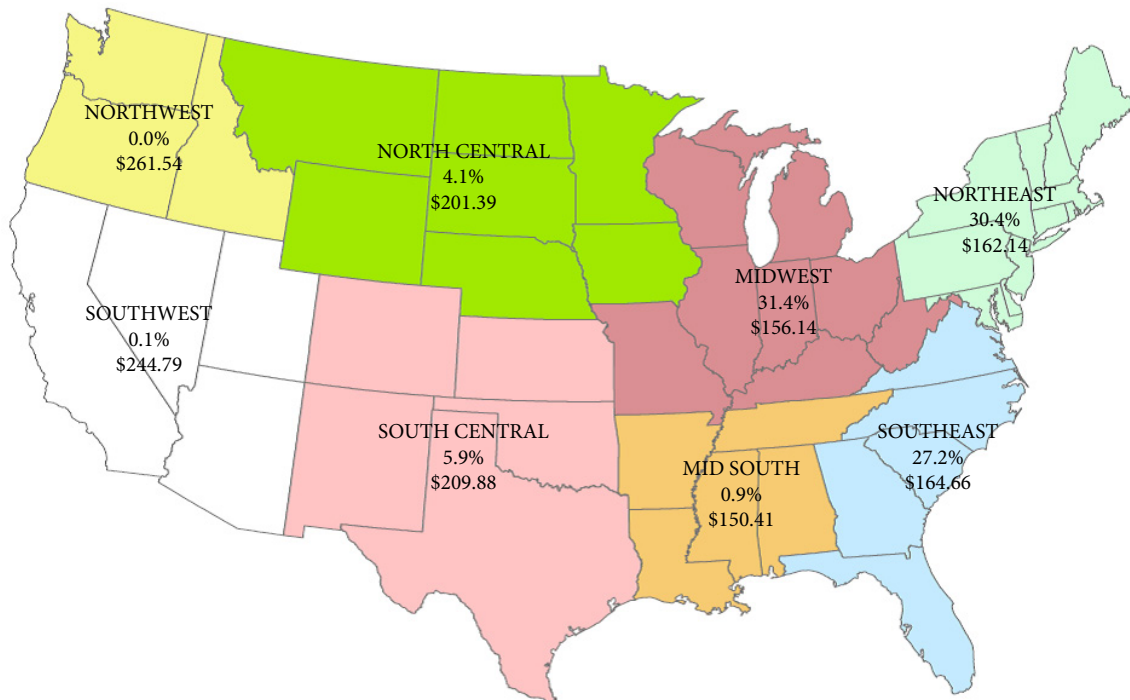 NORTHWEST
0.0%
$261.54
NORTH CENTRAL
4.1%
$201.39
NORTHEAST
30.4%
$162.14
MIDWEST
31.4%
$156.14
SOUTHWEST
0.1%
$244.79
SOUTH CENTRAL
5.9%
$209.88
MID SOUTH
0.9%
$150.41
SOUTHEAST
27.2%
$164.66